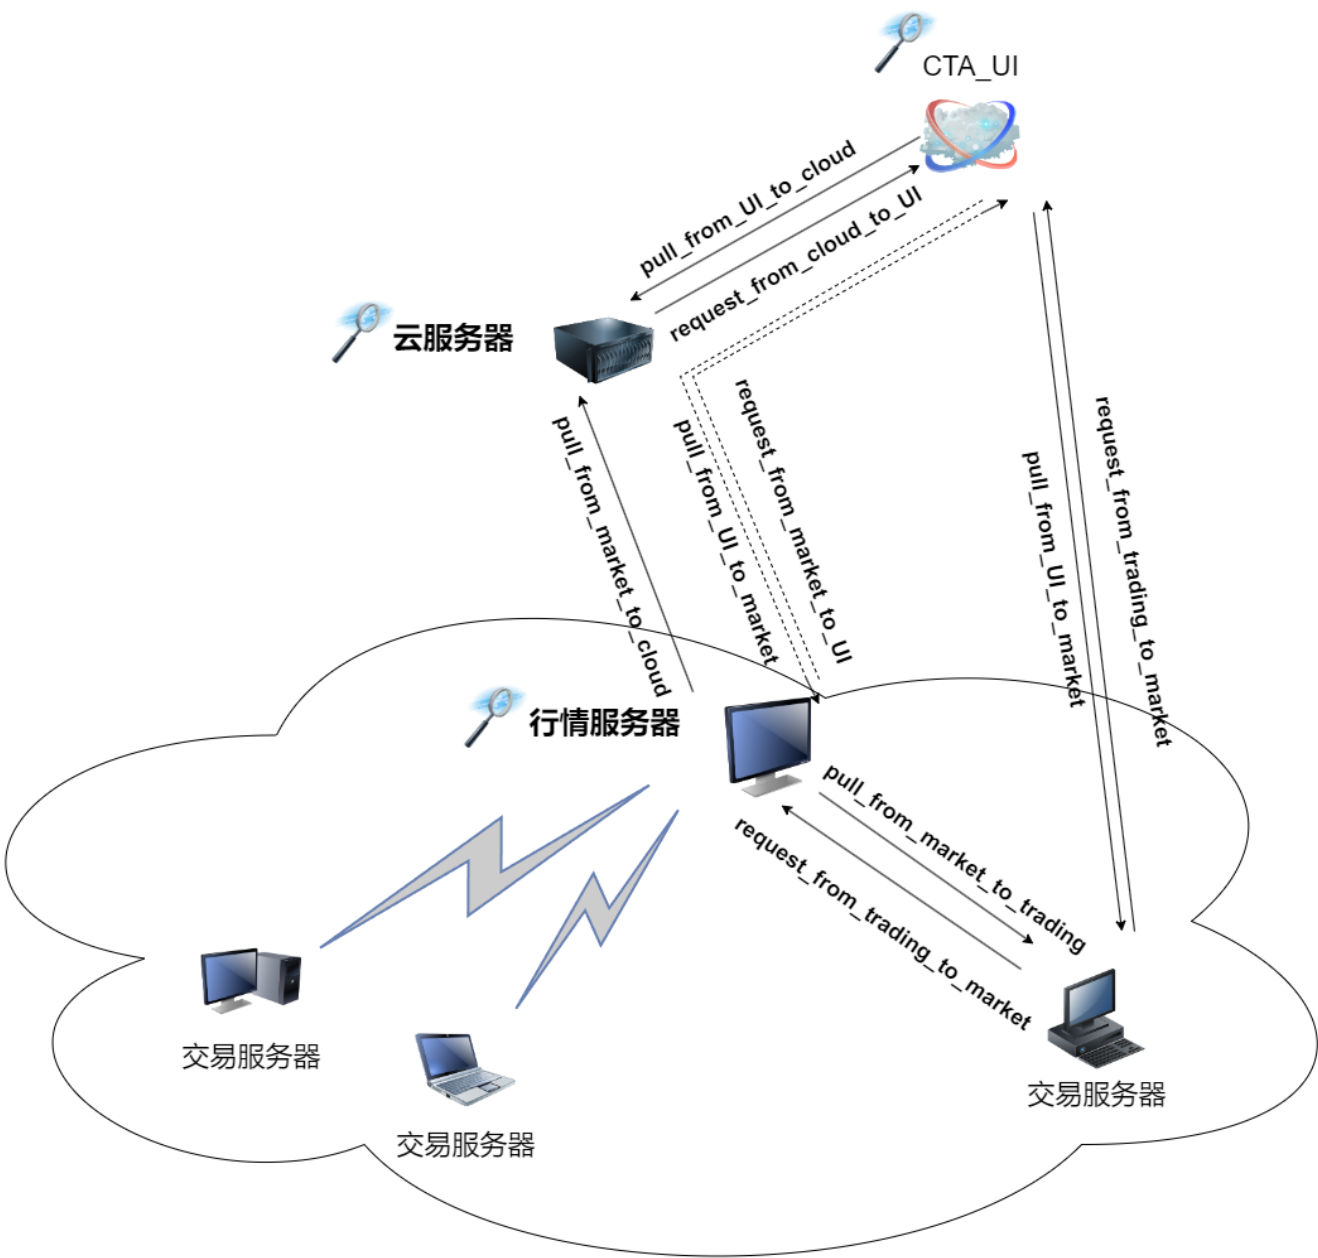 CTA_UI
pull_from_UI_to_cloud
request_from_cloud_to_UI
云服务器
pull_from_market_to_cloud
pull_from_UI_to_market
request_from_market_to_UI
pull_from_UI_to_market
request_from_trading_to_market
行情服务器
pull_from_market_to_trading
request_from_trading_to_market
交易服务器
交易服务器
交易服务器